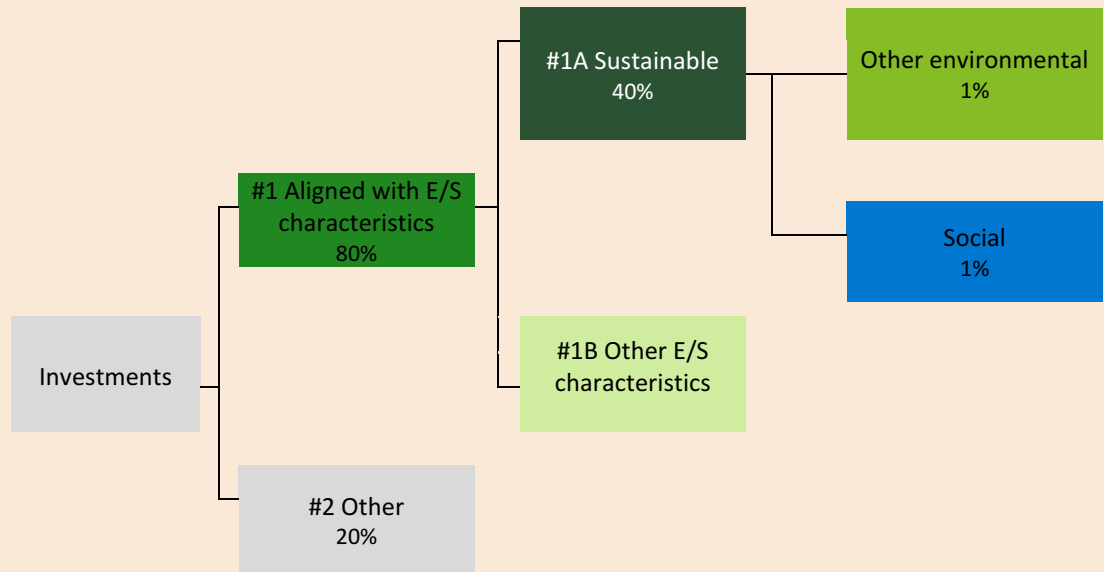 #1A Sustainable
40%
Other environmental
1%
#1 Aligned with E/S
characteristics
80%
Social
1%
Investments
#1B Other E/S
characteristics
#2 Other
20%